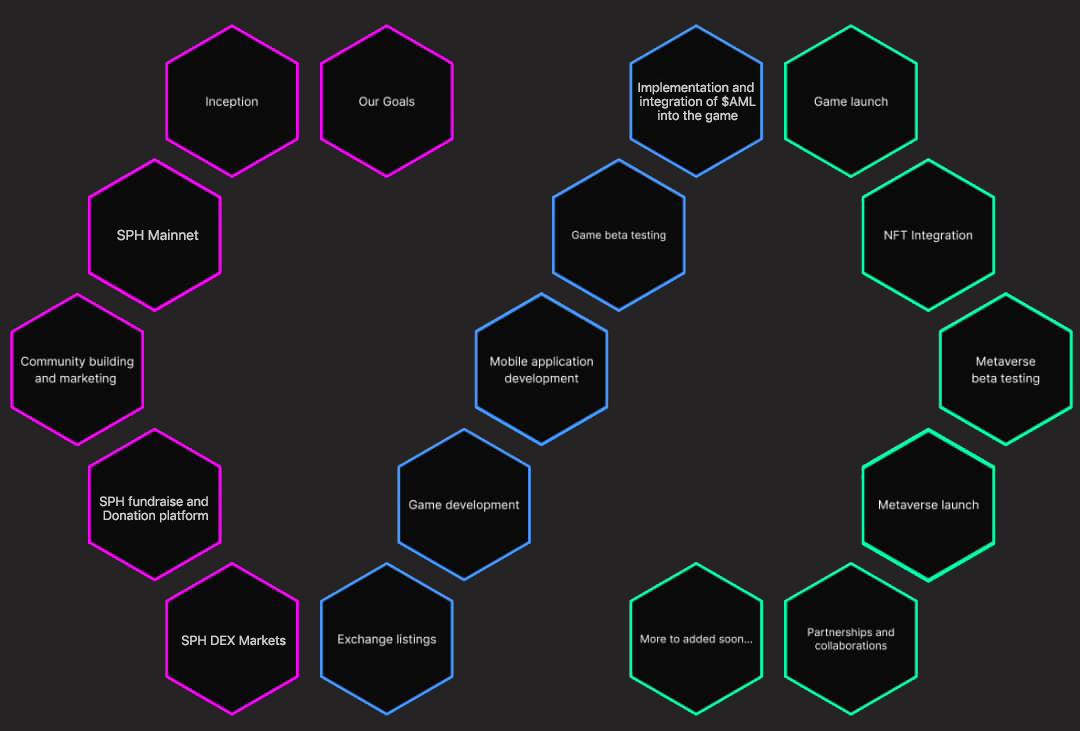 Inception
Our Goals
Implementation and
integration of $AML
into the game
Game launch
SPH Mainnet
Game beta testing
NFT Integration
Community building
and marketing
Mobile application
development
Metaverse
beta testing
SPH fundraise and
Donation platform
Game development
Metaverse launch
SPH DEX Markets
Exchange listings
More to added soon...
Partnerships and
collaborations